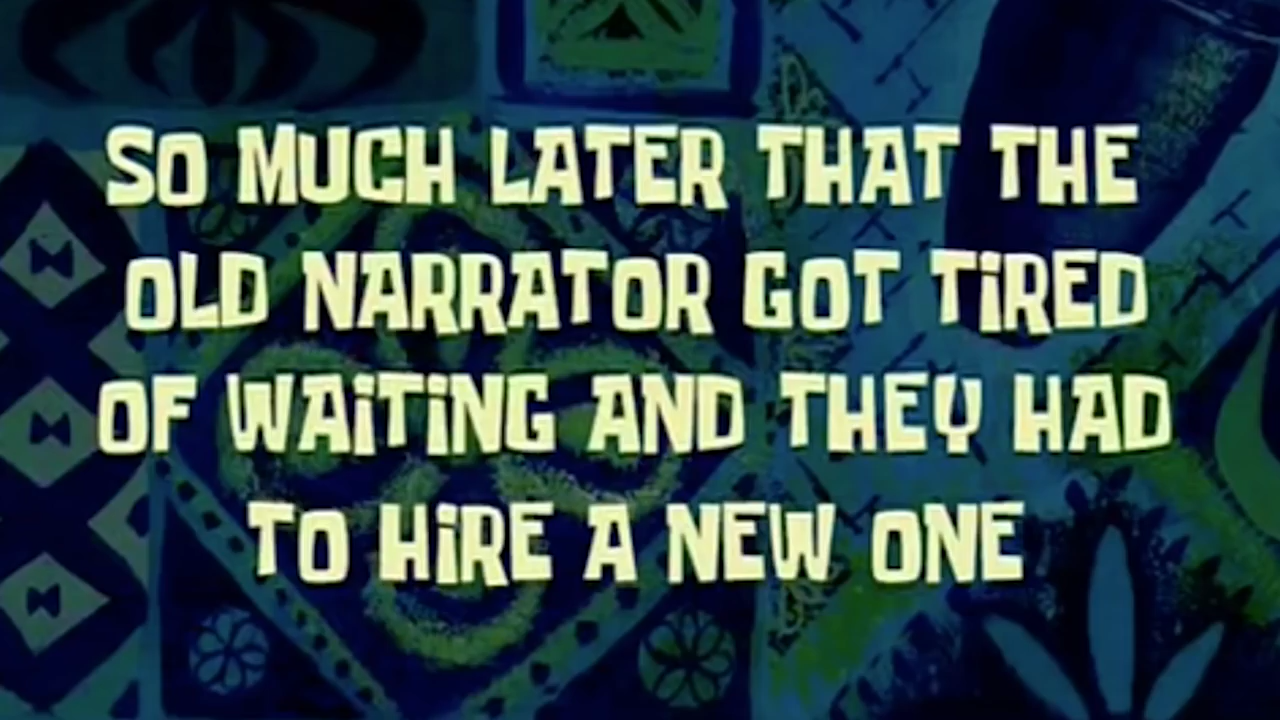 SO MUCH LATER THAT THE
OLD NARRATOR GOT TiRED
OF WAiTiNG AND THEY HAD
TO HiRE A NEW ONE